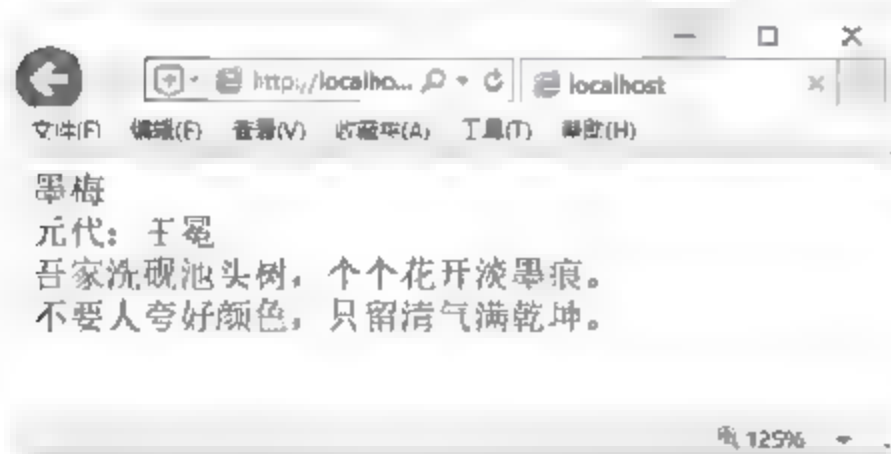 http://localho...
localhost
文件(F) 编辑(E) 查看(V) 收藏夹(A) 工具(T) 帮助(H)
墨梅
元代：王冕
吾家洗砚池头树，个个花开淡墨痕。
不要人夸好颜色，只留清气满乾坤。
125%